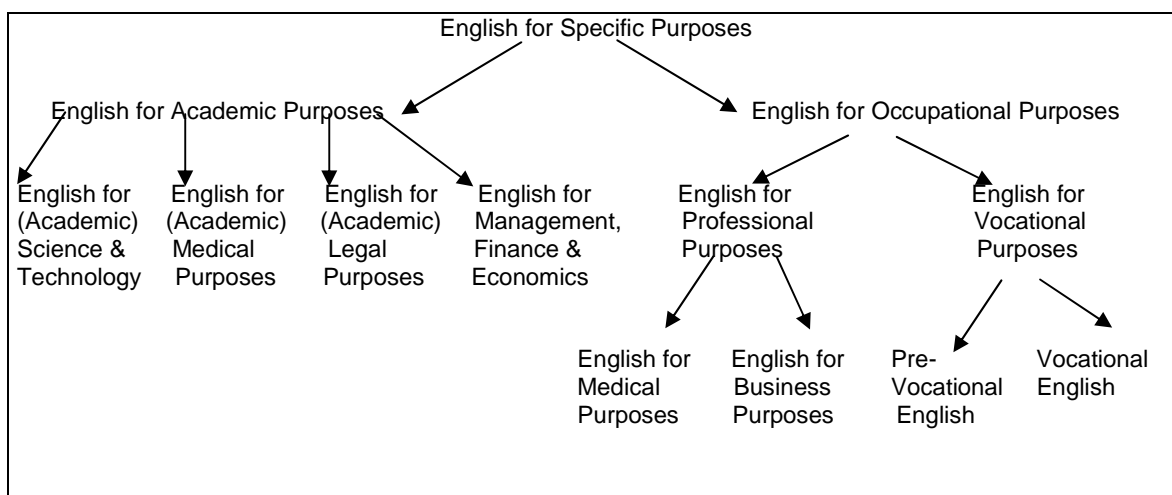 English for Specific Purposes
English for Academic Purposes
English for Occupational Purposes
English for
(Academic)
Science &
Technology
English for
(Academic)
Medical
Purposes
English for
(Academic)
Legal
Purposes
English for
Management,
Finance &
Economics
English for
Professional
Purposes
English for
Vocational
Purposes
English for
Medical
Purposes
English for
Business
Purposes
Pre-
Vocational
English
Vocational
English